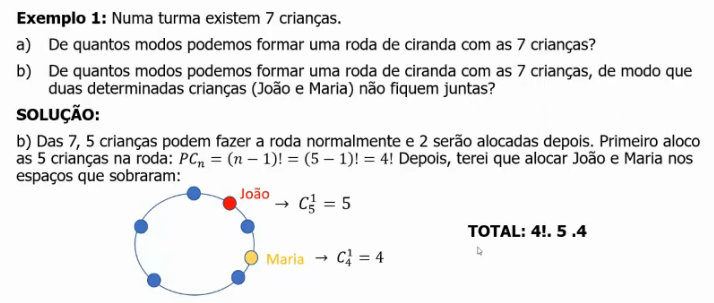 Exemplo 1: Numa turma existem 7 crianças.
a) De quantos modos podemos formar uma roda de ciranda com as 7 crianças?
b) De quantos modos podemos formar uma roda de ciranda com as 7 crianças, de modo que
duas determinadas crianças (João e Maria) não fiquem juntas?
SOLUÇÃO:
b) Das 7, 5 crianças podem fazer a roda normalmente e 2 serão alocadas depois. Primeiro aloco
as 5 crianças na roda: $PC_n = (n-1)! = (5-1)! = 4!$ Depois, terei que alocar João e Maria nos
espaços que sobraram:
João → $C_5^1 = 5$
TOTAL: 4!. 5 .4
Maria → $C_4^1 = 4$